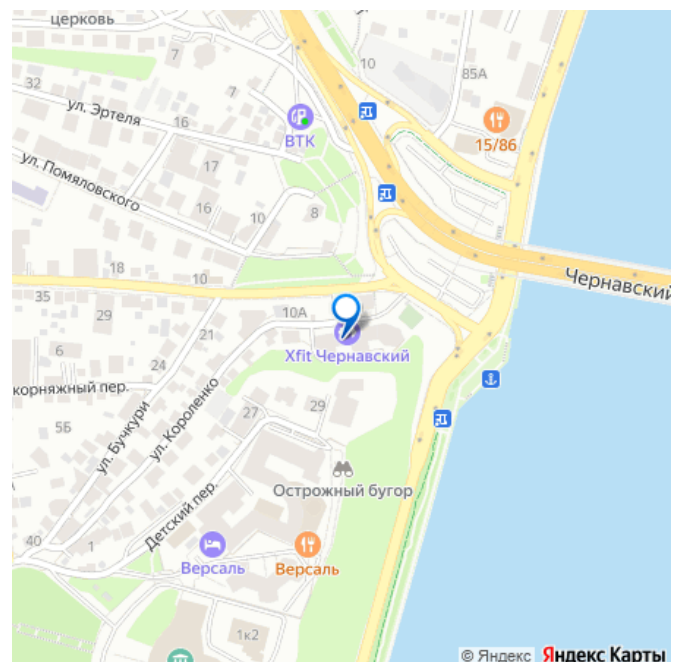 церковь
7
10
32
7
85А
ул. Эртеля
16
ВТК
15/86
17
ул. Помяловского
16
10
8
18
10
Чернавский
35
29
21
10А
6
Xfit Чернавский
24
корняжный пер.
5Б
27
29
ул. Бучкури
ул. Короленко
Острожный бугор
Детский пер.
40
1
Версаль
Версаль
1к2
© Яндекс Яндекс Карты